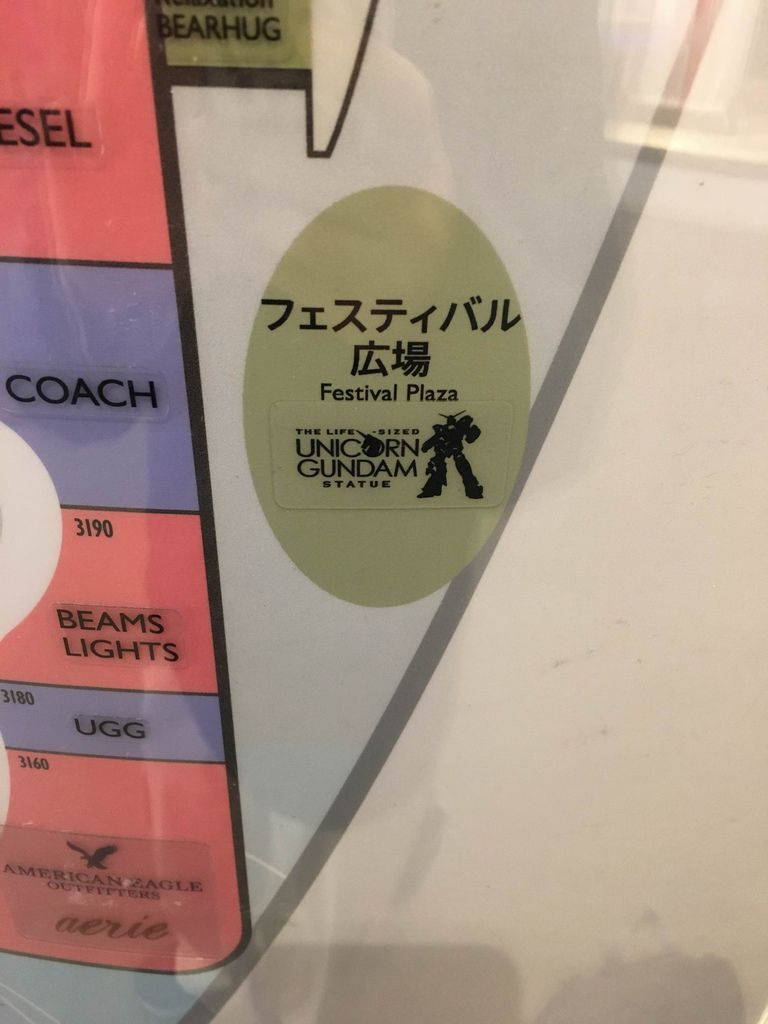 Relaxation
BEARHUG
ESEL
COACH
フェスティバル
広場
Festival Plaza
THE LIFE-SIZED
UNICORN
GUNDAM
STATUE
3190
BEAMS
LIGHTS
3180
UGG
3160
AMERICAN EAGLE
OUTFITTERS
aerie